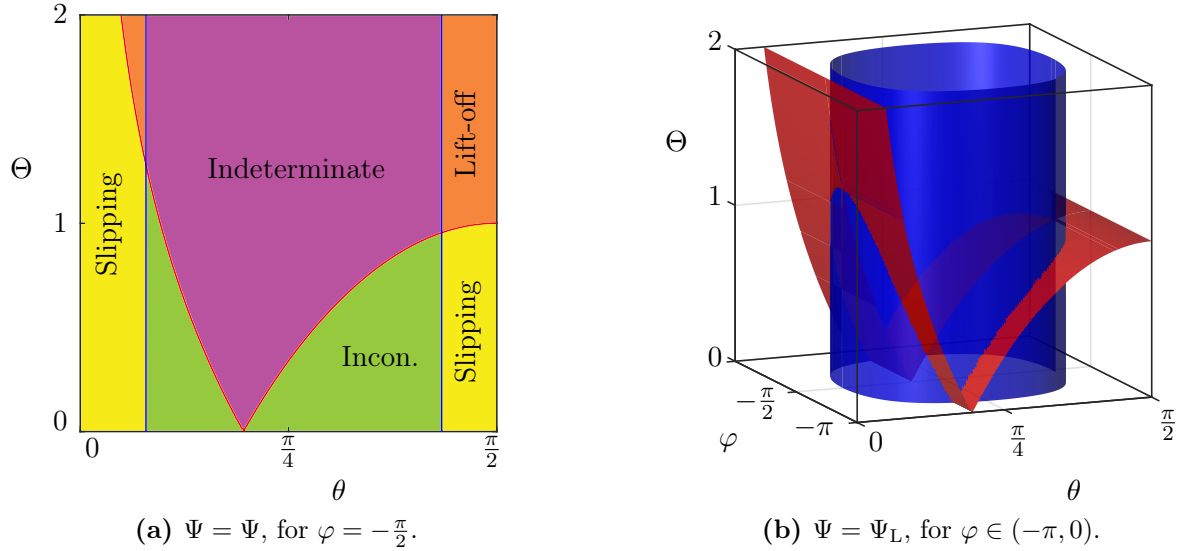 2
1
0
Θ
Slipping
Indeterminate
Lift-off
Incon.
Slipping
0
π/4
π/2
θ
(a) Ψ = Ψ, for φ = −π/2.
2
1
0
Θ
−π/2
−π
φ
0
π/4
π/2
θ
(b) Ψ = Ψ_L, for φ ∈ (−π, 0).